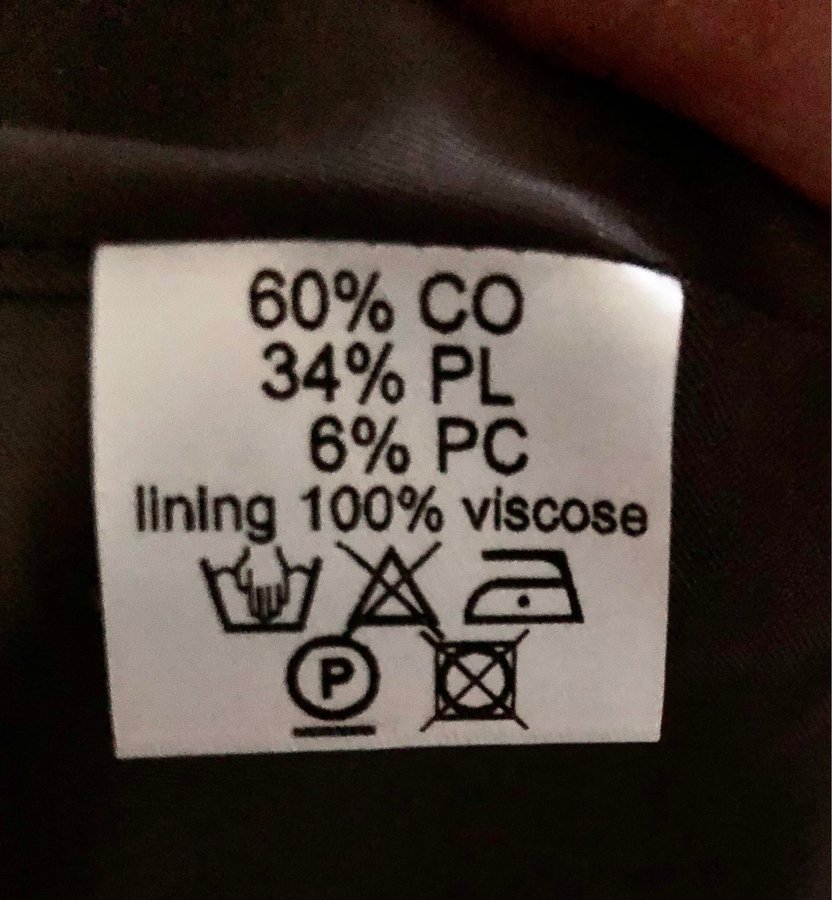 60% CO
34% PL
6% PC
lining 100% viscose
P